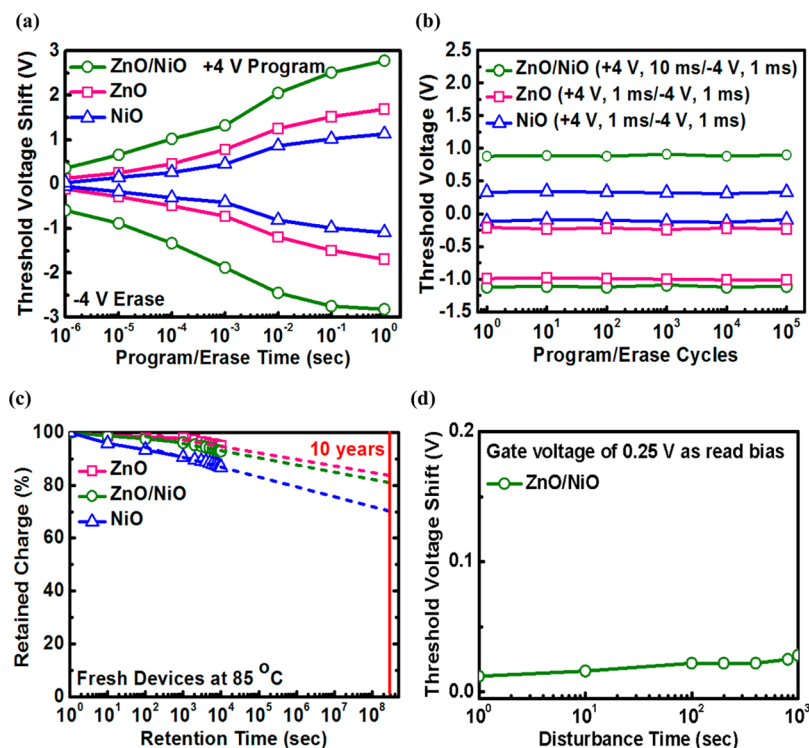 (a)
Threshold Voltage Shift (V)
3
2
1
0
-1
-2
-3
ZnO/NiO +4 V Program
ZnO
NiO
-4 V Erase
10^-6 10^-5 10^-4 10^-3 10^-2 10^-1 10^0
Program/Erase Time (sec)
(b)
Threshold Voltage (V)
2.5
2.0
1.5
1.0
0.5
0.0
-0.5
-1.0
-1.5
ZnO/NiO (+4 V, 10 ms/-4 V, 1 ms)
ZnO (+4 V, 1 ms/-4 V, 1 ms)
NiO (+4 V, 1 ms/-4 V, 1 ms)
10^0 10^1 10^2 10^3 10^4 10^5
Program/Erase Cycles
(c)
Retained Charge (%)
100
80
60
40
20
0
10 years
ZnO
ZnO/NiO
NiO
Fresh Devices at 85 °C
10^0 10^1 10^2 10^3 10^4 10^5 10^6 10^7 10^8
Retention Time (sec)
(d)
Threshold Voltage Shift (V)
0.2
0.1
0.0
Gate voltage of 0.25 V as read bias
ZnO/NiO
10^0 10^1 10^2 10^3
Disturbance Time (sec)